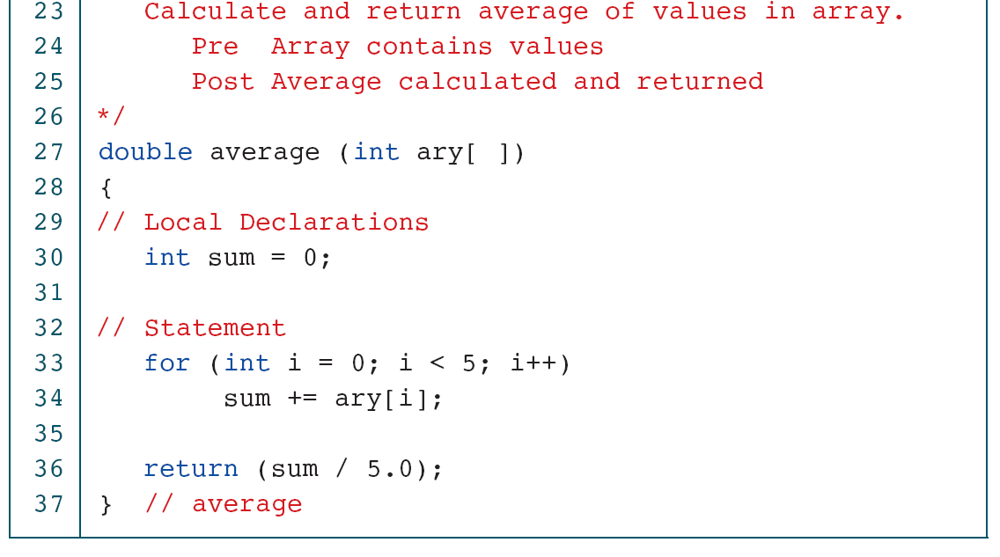 23 Calculate and return average of values in array.
24 Pre  Array contains values
25 Post Average calculated and returned
26 */
27 double average (int ary[ ])
28 {
29 // Local Declarations
30    int sum = 0;
31
32 // Statement
33    for (int i = 0; i < 5; i++)
34         sum += ary[i];
35
36    return (sum / 5.0);
37 }  // average